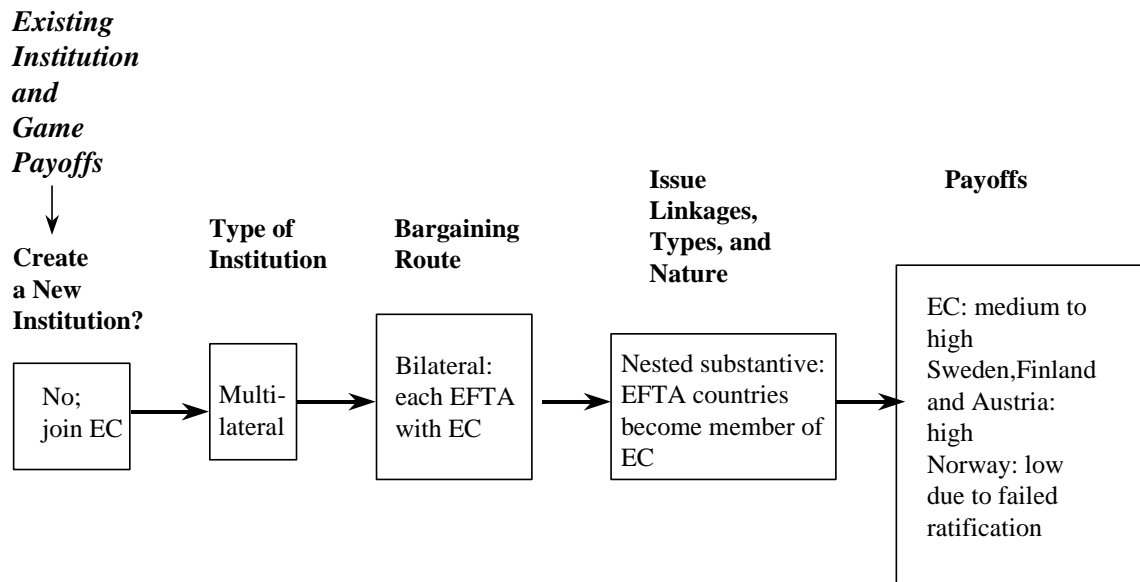 Existing
Institution
and
Game
Payoffs
Create
a New
Institution?
No;
join EC
Type of
Institution
Multi-
lateral
Bargaining
Route
Bilateral:
each EFTA
with EC
Issue
Linkages,
Types, and
Nature
Nested substantive:
EFTA countries
become member of
EC
Payoffs
EC: medium to
high
Sweden,Finland
and Austria:
high
Norway: low
due to failed
ratification